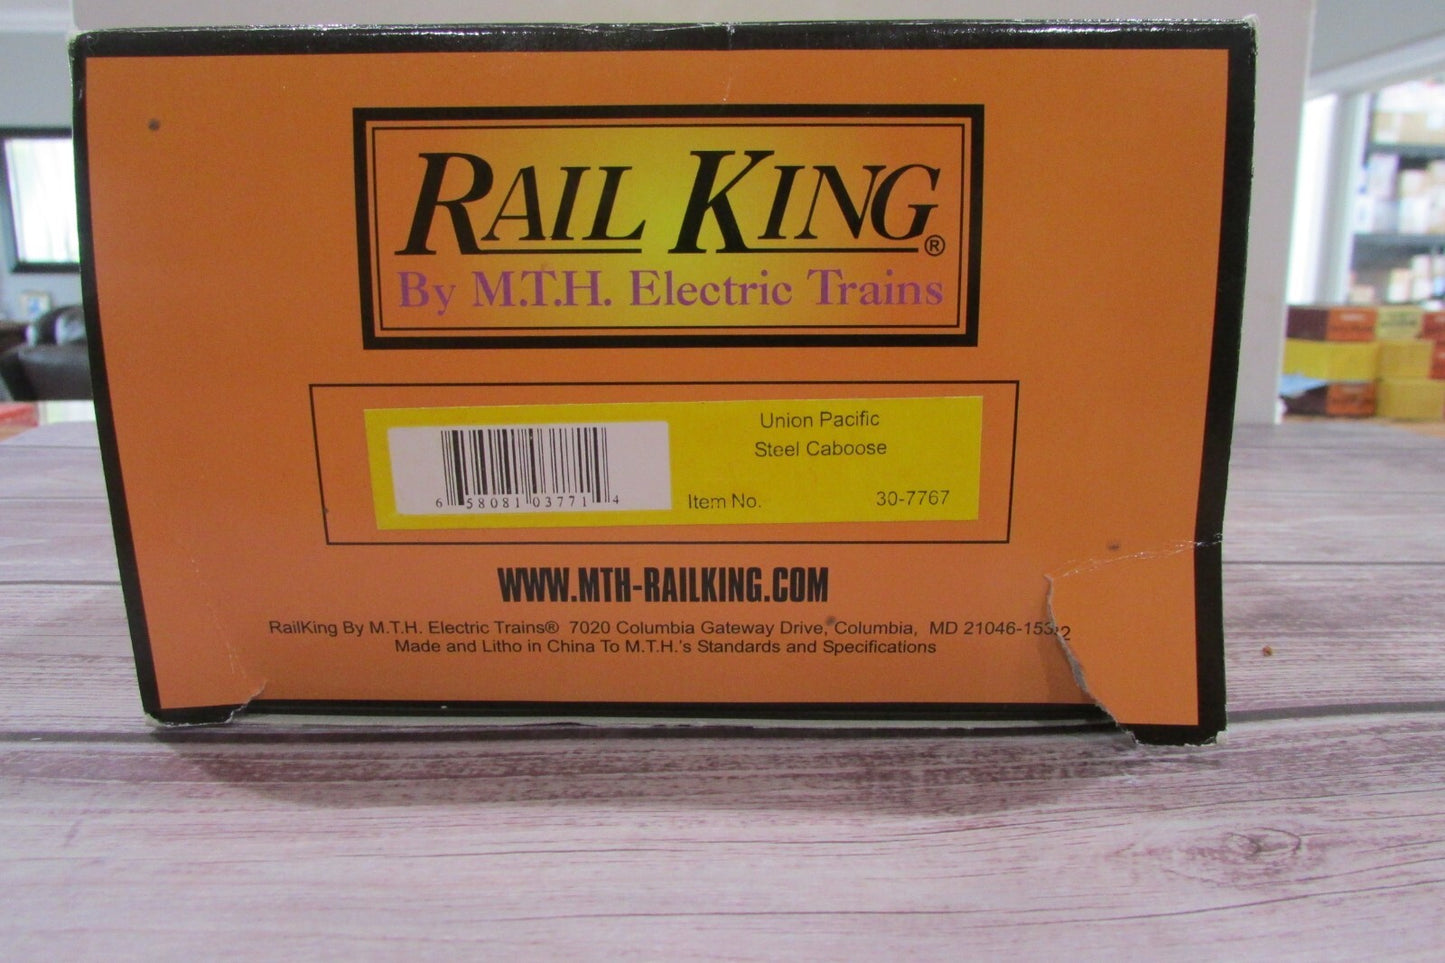 RAIL KING®
By M.T.H. Electric Trains
Union Pacific
Steel Caboose
6 58081 03771 4
Item No. 30-7767
WWW.MTH-RAILKING.COM
RailKing By M.T.H. Electric Trains® 7020 Columbia Gateway Drive, Columbia, MD 21046-1532
Made and Litho in China To M.T.H.'s Standards and Specifications